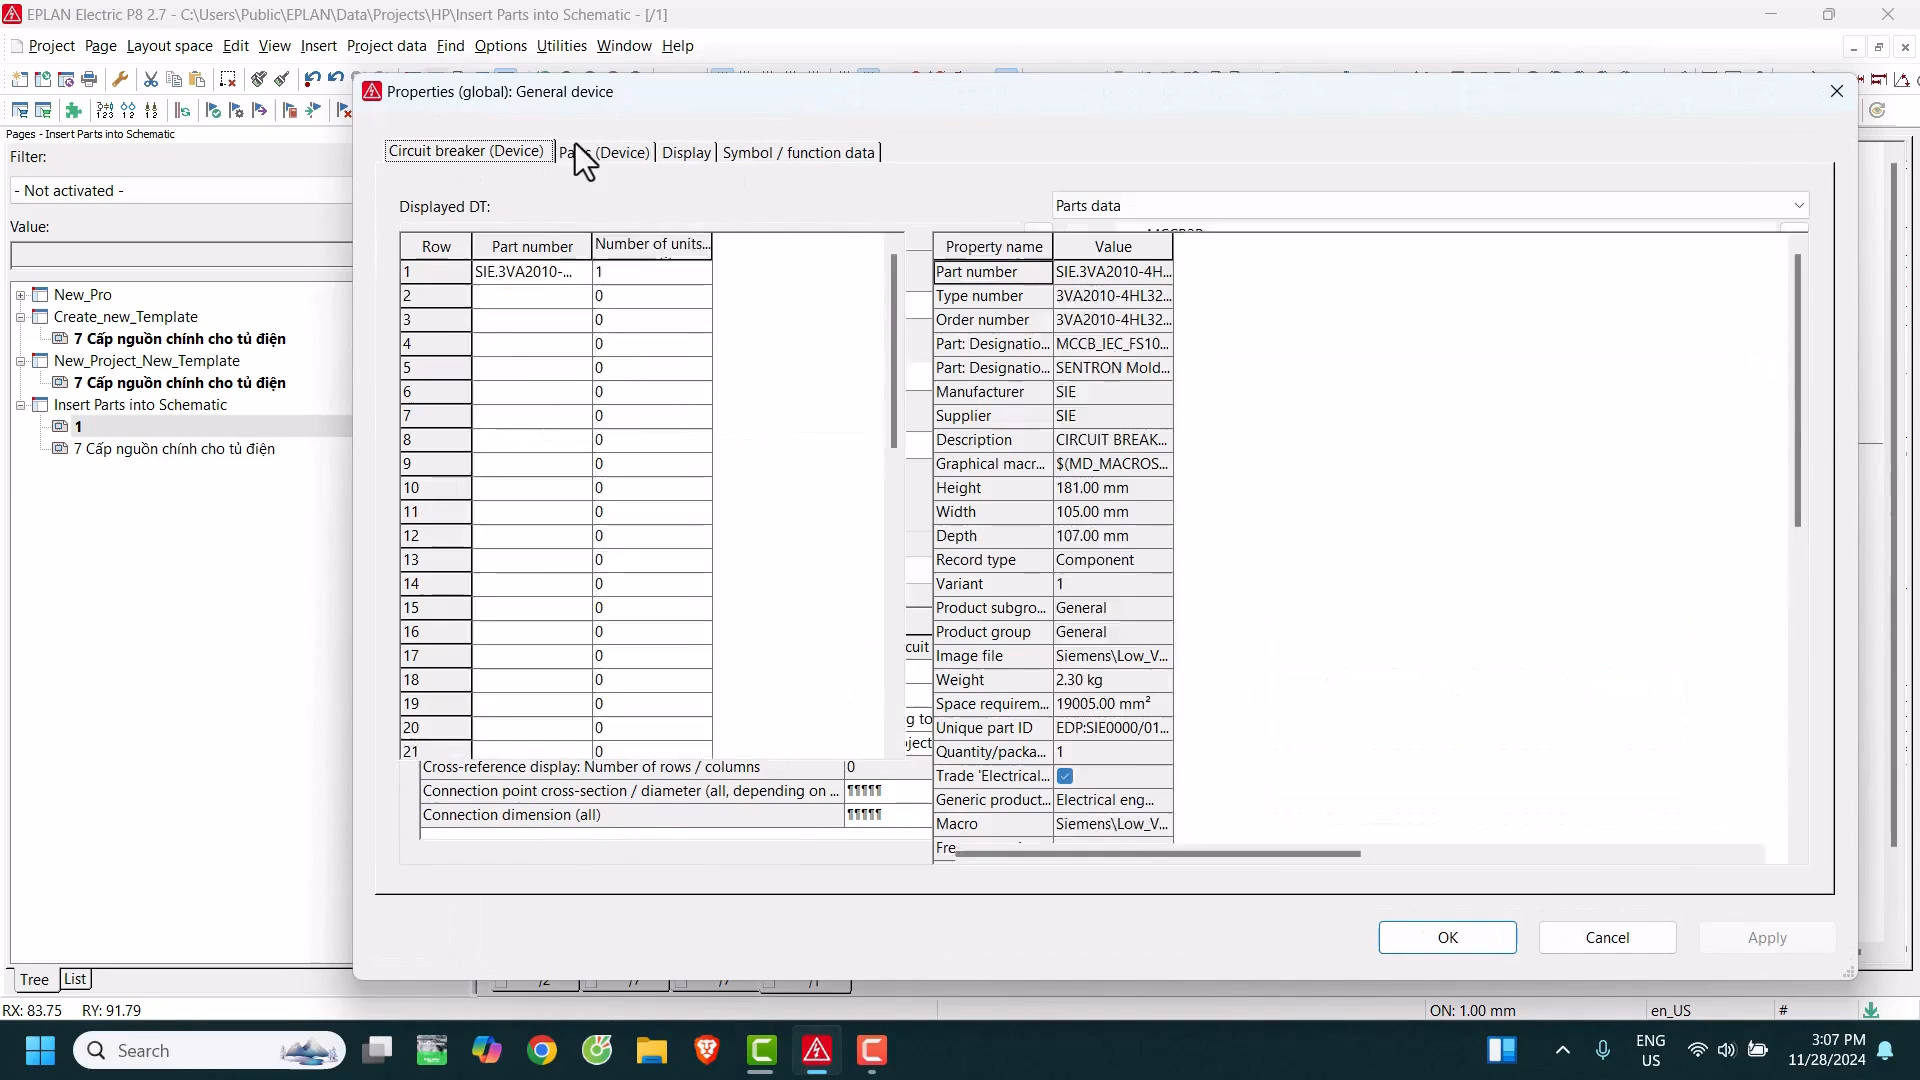 EPLAN Electric P8 2.7 - C:\Users\Public\EPLAN\Data\Projects\HP\Insert Parts into Schematic - [/1]
Project Page Layout space Edit View Insert Project data Find Options Utilities Window Help
Properties (global): General device
Pages - Insert Parts into Schematic
Filter:
- Not activated -
Value:
New_Pro
Create_new_Template
7 Cấp nguồn chính cho tủ điện
New_Project_New_Template
7 Cấp nguồn chính cho tủ điện
Insert Parts into Schematic
1
7 Cấp nguồn chính cho tủ điện
Tree List
Circuit breaker (Device) (Device) Display Symbol / function data
Displayed DT:
Parts data
Row Part number Number of units...
1 SIE.3VA2010-... 1
2 0
3 0
4 0
5 0
6 0
7 0
8 0
9 0
10 0
11 0
12 0
13 0
14 0
15 0
16 0
17 0
18 0
19 0
20 0
21 0
Cross-reference display: Number of rows / columns 0
Connection point cross-section / diameter (all, depending on ... ¶¶¶¶¶
Connection dimension (all) ¶¶¶¶¶
cuit
g to
ject
Property name Value
Part number SIE.3VA2010-4H...
Type number 3VA2010-4HL32...
Order number 3VA2010-4HL32...
Part: Designatio... MCCB_IEC_FS10...
Part: Designatio... SENTRON Mold...
Manufacturer SIE
Supplier SIE
Description CIRCUIT BREAK...
Graphical macr... $(MD_MACROS...
Height 181.00 mm
Width 105.00 mm
Depth 107.00 mm
Record type Component
Variant 1
Product subgro... General
Product group General
Image file Siemens\Low_V...
Weight 2.30 kg
Space requirem... 19005.00 mm²
Unique part ID EDP:SIE0000/01...
Quantity/packa... 1
Trade 'Electrical...
Generic product... Electrical eng...
Macro Siemens\Low_V...
OK Cancel Apply
RX: 83.75 RY: 91.79
ON: 1.00 mm
en_US
#
Search
ENG
US
3:07 PM
11/28/2024